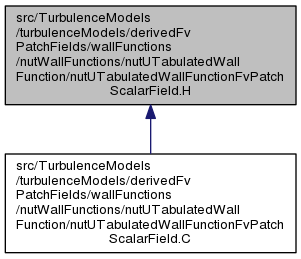 src/TurbulenceModels
/turbulenceModels/derivedFv
PatchFields/wallFunctions
/nutWallFunctions/nutUTabulatedWall
Function/nutUTabulatedWallFunctionFvPatch
ScalarField.H
src/TurbulenceModels
/turbulenceModels/derivedFv
PatchFields/wallFunctions
/nutWallFunctions/nutUTabulatedWall
Function/nutUTabulatedWallFunctionFvPatch
ScalarField.C